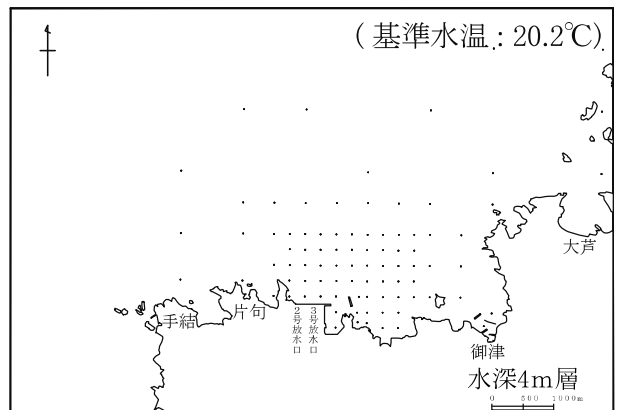 (基準水温:20.2℃)
大芦
手結
片句
2号放水口
3号放水口
御津
水深4m層
0 500 1000m